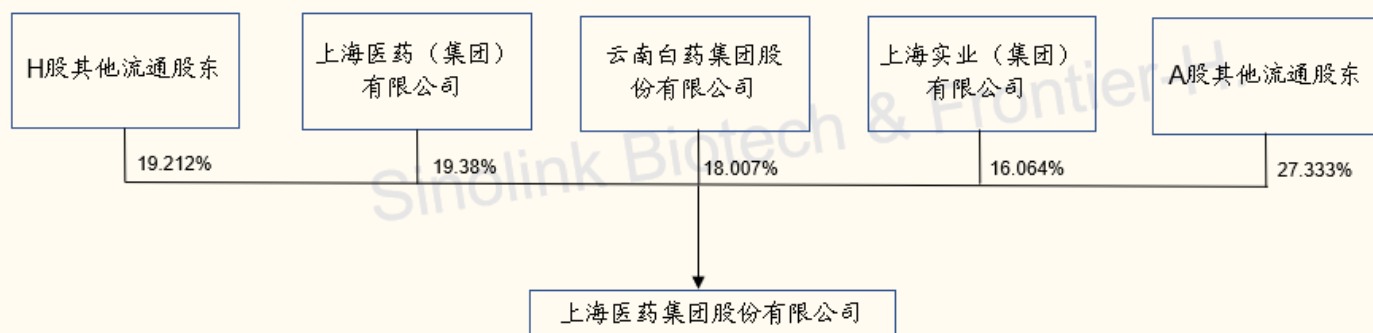 H股其他流通股东
上海医药（集团）
有限公司
云南白药集团股
份有限公司
上海实业（集团）
有限公司
A股其他流通股东
19.212%
19.38%
18.007%
16.064%
27.333%
Sinolink Biotech & Frontier-H.
上海医药集团股份有限公司